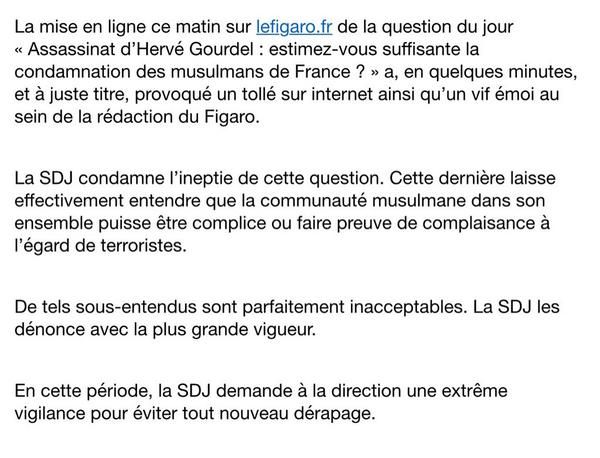 La mise en ligne ce matin sur lefigaro.fr de la question du jour
« Assassinat d’Hervé Gourdel : estimez-vous suffisante la
condamnation des musulmans de France ? » a, en quelques minutes,
et à juste titre, provoqué un tollé sur internet ainsi qu’un vif émoi au
sein de la rédaction du Figaro.
La SDJ condamne l’ineptie de cette question. Cette dernière laisse
effectivement entendre que la communauté musulmane dans son
ensemble puisse être complice ou faire preuve de complaisance à
l’égard de terroristes.
De tels sous-entendus sont parfaitement inacceptables. La SDJ les
dénonce avec la plus grande vigueur.
En cette période, la SDJ demande à la direction une extrême
vigilance pour éviter tout nouveau dérapage.